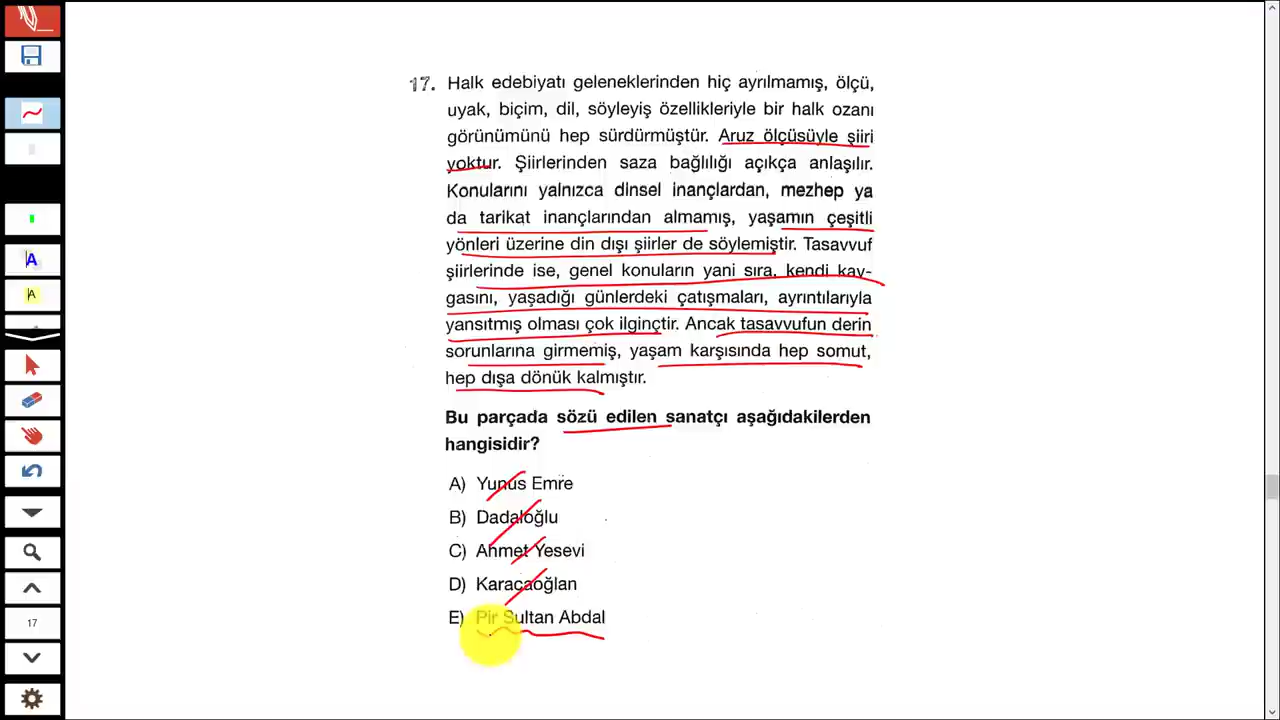 17. Halk edebiyatı geleneklerinden hiç ayrılmamış, ölçü,
uyak, biçim, dil, söyleyiş özellikleriyle bir halk ozanı
görünümünü hep sürdürmüştür. Aruz ölçüsüyle şiiri
yoktur. Şiirlerinden saza bağlılığı açıkça anlaşılır.
Konularını yalnızca dinsel inançlardan, mezhep ya
da tarikat inançlarından almamış, yaşamın çeşitli
yönleri üzerine din dışı şiirler de söylemiştir. Tasavvuf
şiirlerinde ise, genel konuların yani sıra, kendi kav-
gasını, yaşadığı günlerdeki çatışmaları, ayrıntılarıyla
yansıtmış olması çok ilginçtir. Ancak tasavvufun derin
sorunlarına girmemiş, yaşam karşısında hep somut,
hep dışa dönük kalmıştır.
Bu parçada sözü edilen sanatçı aşağıdakilerden
hangisidir?
A) Yunus Emre
B) Dadaloğlu
C) Ahmet Yesevi
D) Karacaoğlan
E) Pir Sultan Abdal
A
A
17